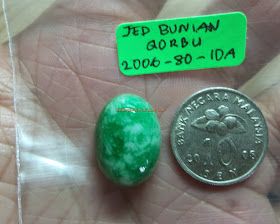 JED BUNIAN
QORBU
2006-80-IDA
BANK NEGARA MALAYSIA
10
SEN